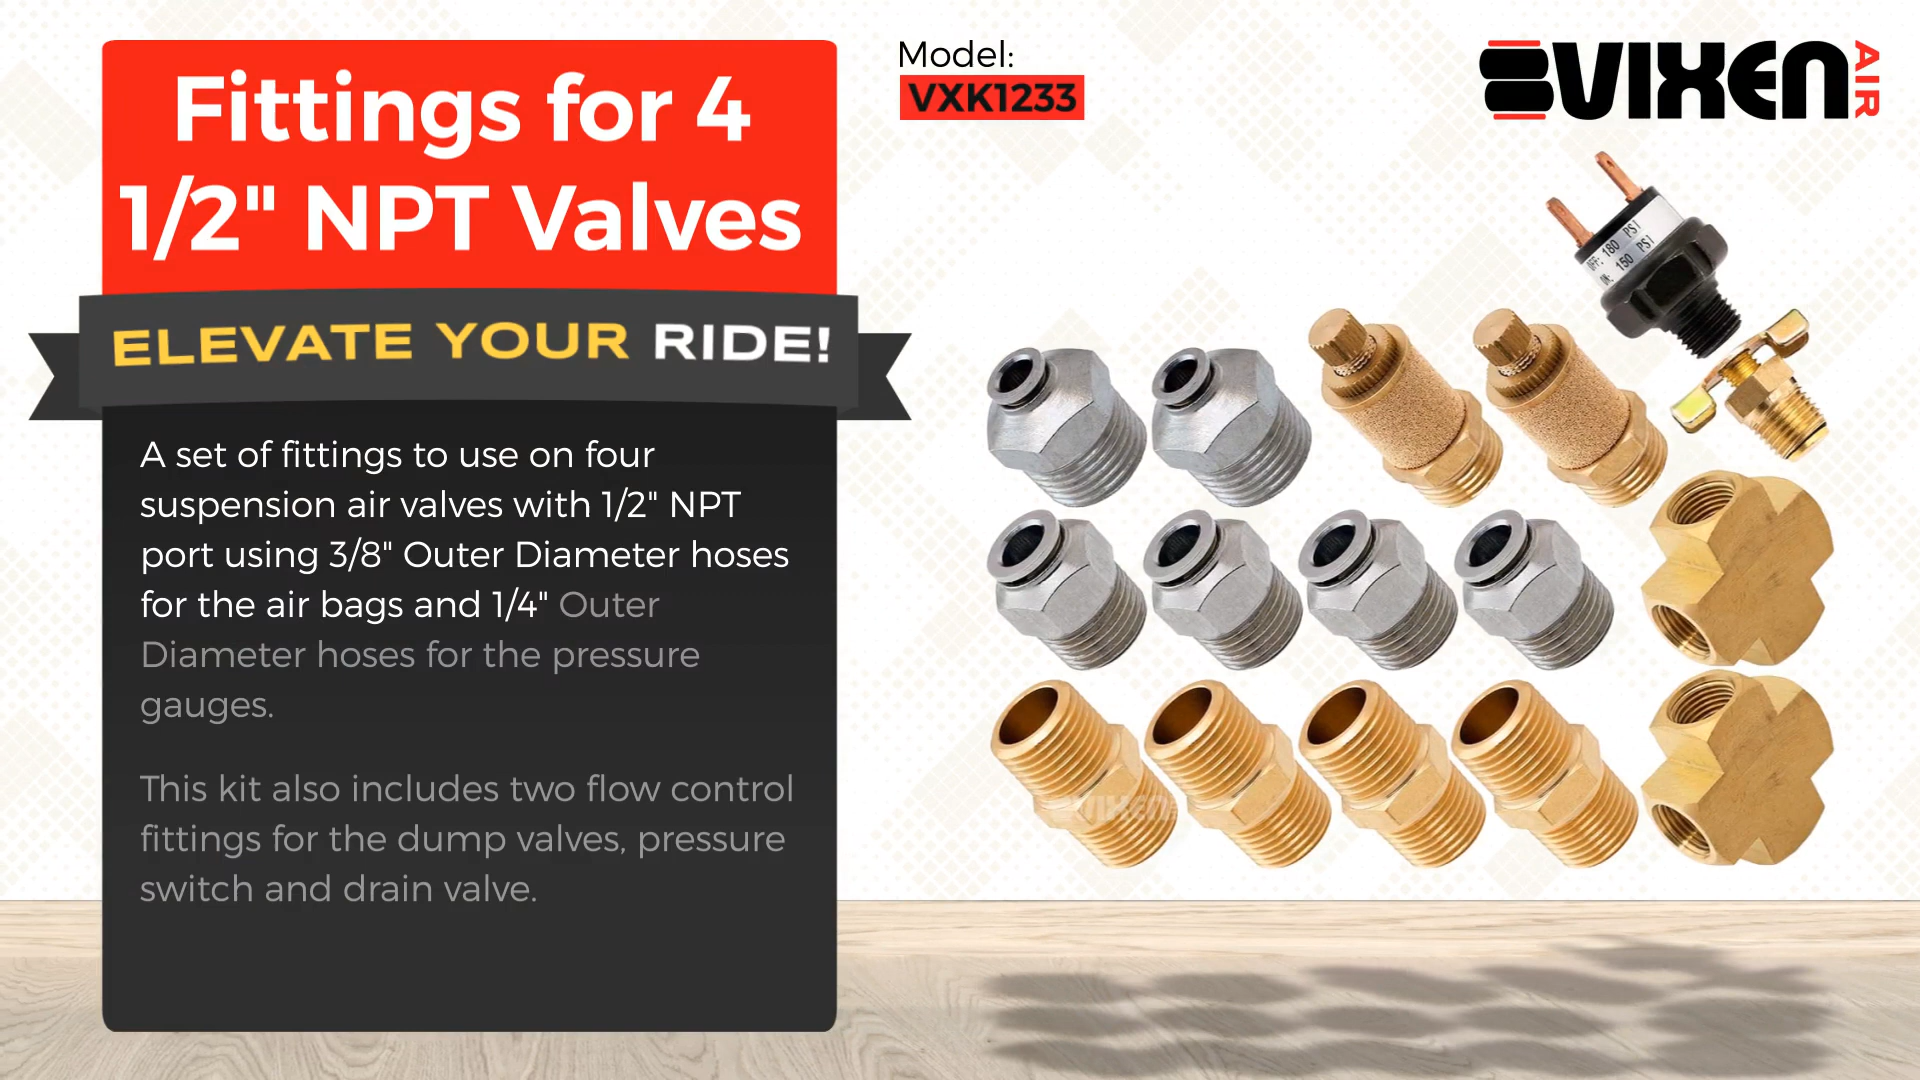 Fittings for 4
1/2" NPT Valves
ELEVATE YOUR RIDE!
A set of fittings to use on four
suspension air valves with 1/2" NPT
port using 3/8" Outer Diameter hoses
for the air bags and 1/4" Outer
Diameter hoses for the pressure
gauges.
This kit also includes two flow control
fittings for the dump valves, pressure
switch and drain valve.
Model:
VXK1233
VIXEN AIR
OFF: 180 PSI
ON: 150 PSI
VIXEN